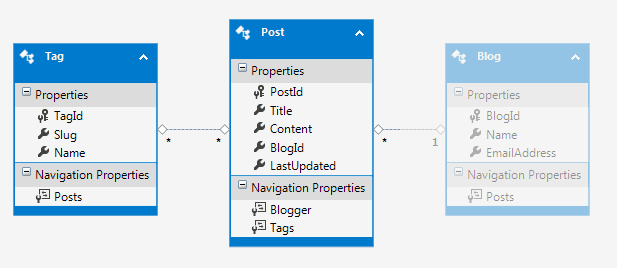 Tag
Properties
TagId
Slug
Name
Navigation Properties
Posts
*
*
Post
Properties
PostId
Title
Content
BlogId
LastUpdated
Navigation Properties
Blogger
Tags
*
1
Blog
Properties
BlogId
Name
EmailAddress
Navigation Properties
Posts